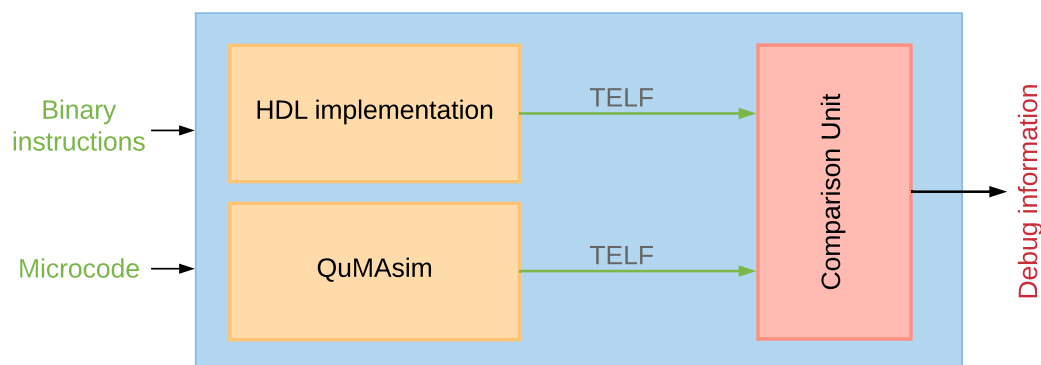 Binary
instructions
HDL implementation
TELF
Comparison Unit
Debug information
Microcode
QuMAsim
TELF